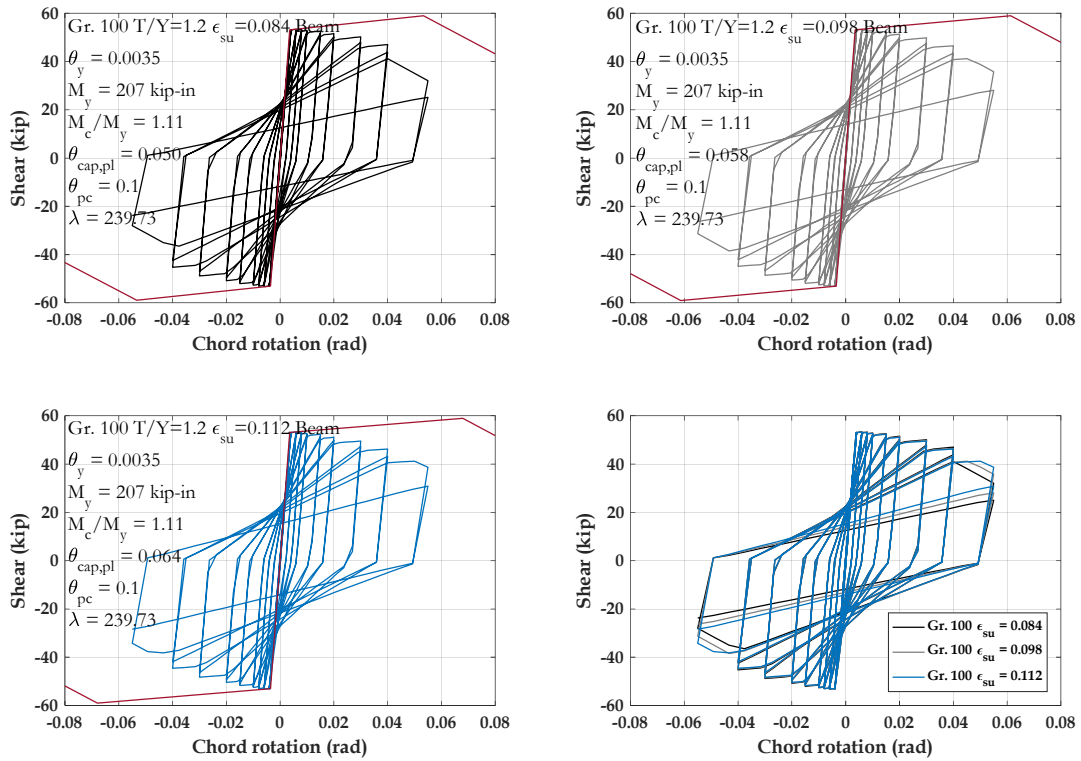 Gr. 100 T/Y=1.2 ϵsu=0.084 Beam
θy = 0.0035
My = 207 kip-in
Mc/My = 1.11
θcap,pl = 0.050
θpc = 0.1
λ = 239.73
60
40
20
0
-20
-40
-60
Shear (kip)
-0.08 -0.06 -0.04 -0.02 0 0.02 0.04 0.06 0.08
Chord rotation (rad)
Gr. 100 T/Y=1.2 ϵsu=0.098 Beam
θy = 0.0035
My = 207 kip-in
Mc/My = 1.11
θcap,pl = 0.058
θpc = 0.1
λ = 239.73
60
40
20
0
-20
-40
-60
Shear (kip)
-0.08 -0.06 -0.04 -0.02 0 0.02 0.04 0.06 0.08
Chord rotation (rad)
Gr. 100 T/Y=1.2 ϵsu=0.112 Beam
θy = 0.0035
My = 207 kip-in
Mc/My = 1.11
θcap,pl = 0.064
θpc = 0.1
λ = 239.73
60
40
20
0
-20
-40
-60
Shear (kip)
-0.08 -0.06 -0.04 -0.02 0 0.02 0.04 0.06 0.08
Chord rotation (rad)
60
40
20
0
-20
-40
-60
Shear (kip)
Gr. 100 ϵsu = 0.084
Gr. 100 ϵsu = 0.098
Gr. 100 ϵsu = 0.112
-0.08 -0.06 -0.04 -0.02 0 0.02 0.04 0.06 0.08
Chord rotation (rad)